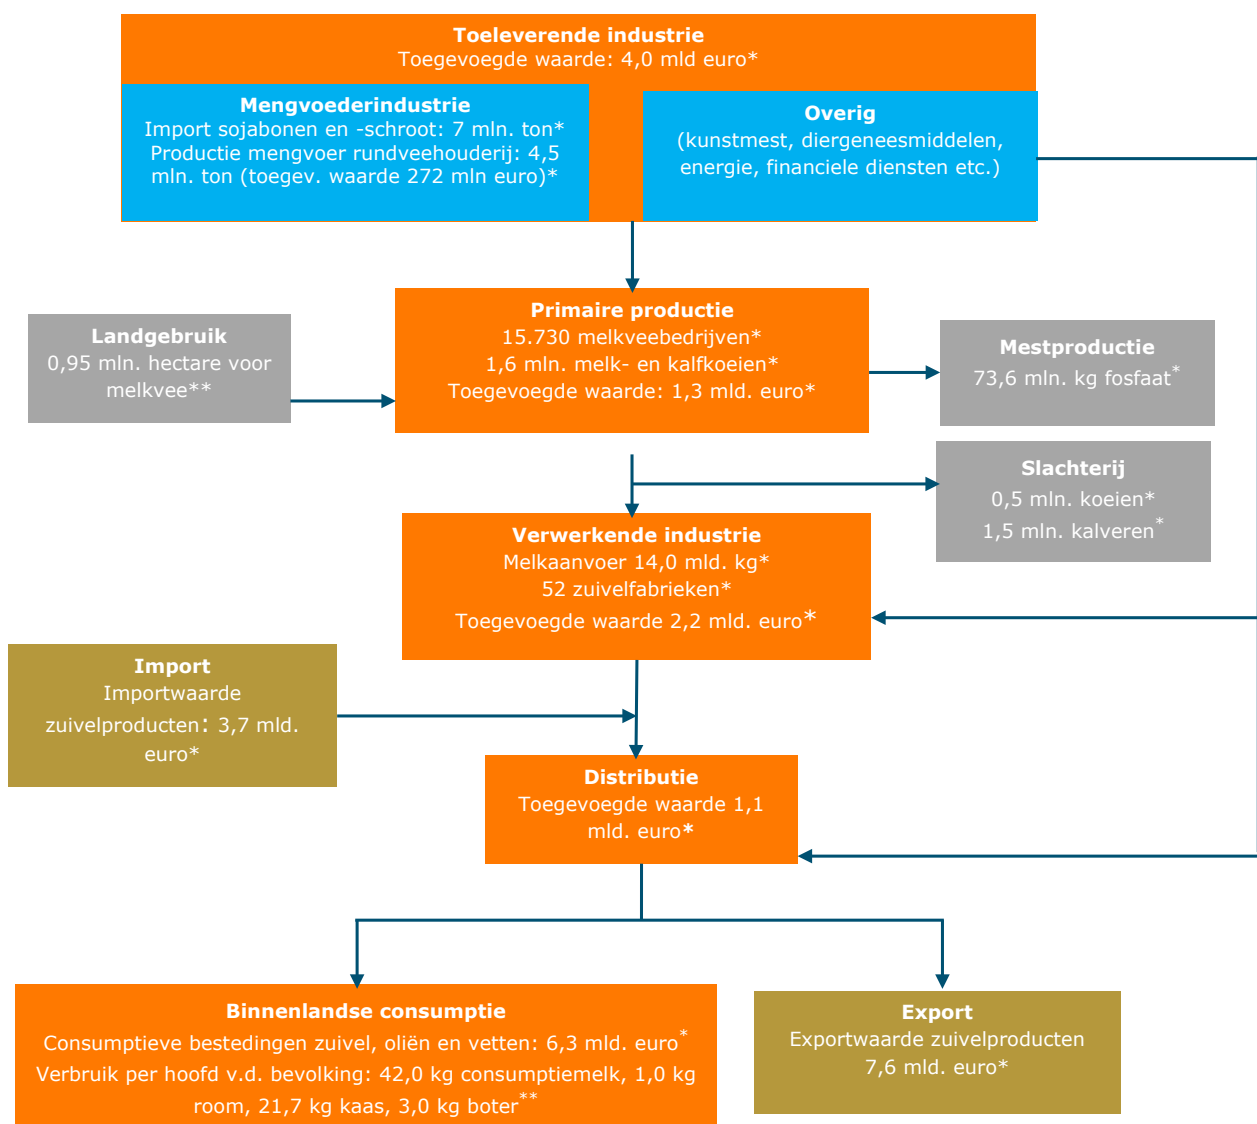 Toeleverende industrie
Toegevoegde waarde: 4,0 mld euro*
Mengvoederindustrie
Import sojabonen en -schroot: 7 mln. ton*
Productie mengvoer rundveehouderij: 4,5
mln. ton (toegev. waarde 272 mln euro)*
Overig
(kunstmest, diergeneesmiddelen,
energie, financiele diensten etc.)
Primaire productie
15.730 melkveebedrijven*
1,6 mln. melk- en kalfkoeien*
Toegevoegde waarde: 1,3 mld. euro*
Landgebruik
0,95 mln. hectare voor
melkvee**
Mestproductie
73,6 mln. kg fosfaat*
Slachterij
0,5 mln. koeien*
1,5 mln. kalveren*
Verwerkende industrie
Melkaanvoer 14,0 mld. kg*
52 zuivelfabrieken*
Toegevoegde waarde 2,2 mld. euro*
Import
Importwaarde
zuivelproducten: 3,7 mld.
euro*
Distributie
Toegevoegde waarde 1,1
mld. euro*
Binnenlandse consumptie
Consumptieve bestedingen zuivel, oliën en vetten: 6,3 mld. euro*
Verbruik per hoofd v.d. bevolking: 42,0 kg consumptiemelk, 1,0 kg
room, 21,7 kg kaas, 3,0 kg boter**
Export
Exportwaarde zuivelproducten
7,6 mld. euro*